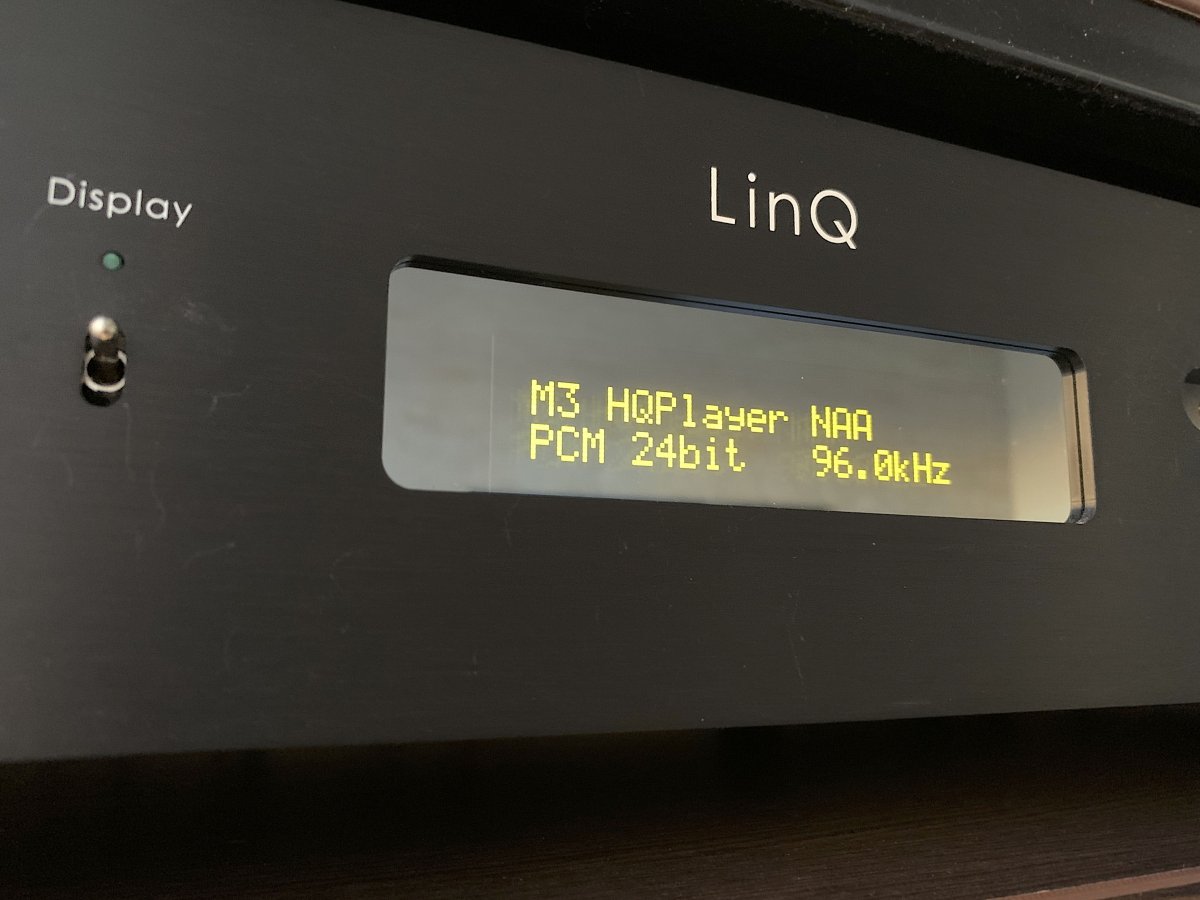 LinQ
Display
M3 HQPlayer NAA
PCM 24bit 96.0kHz